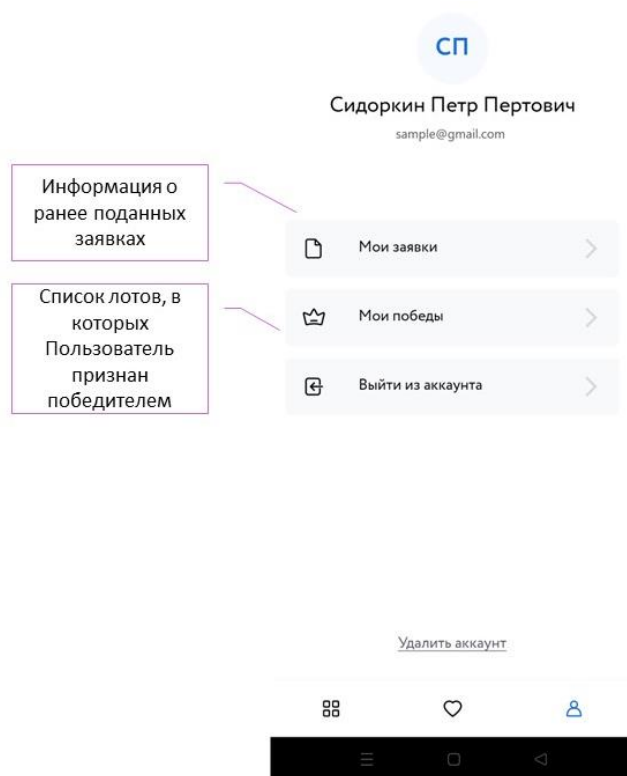 СП
Сидоркин Петр Пертович
sample@gmail.com
Информация о
ранее поданных
заявках
Мои заявки
Список лотов, в
которых
Пользователь
признан
победителем
Мои победы
Выйти из аккаунта
Удалить аккаунт